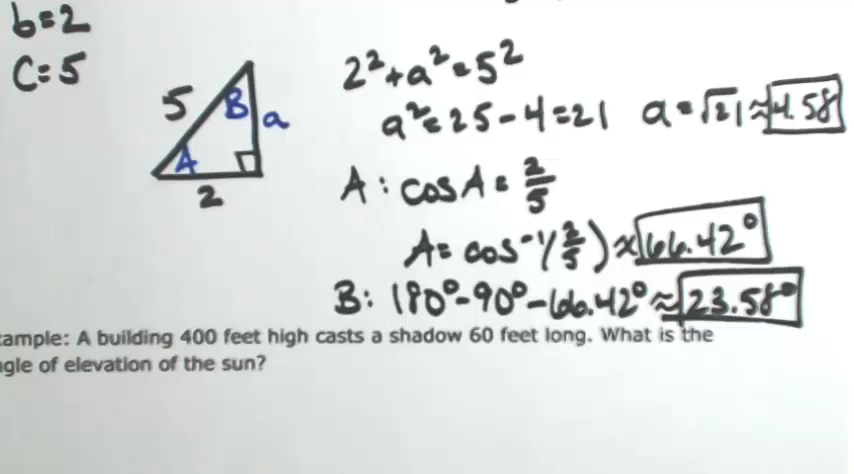 b=2
C=5
5
B
a
A
2
2²+a²=5²
a²=25-4=21 a=√21≈4.58
A: cosA=2/5
A=cos⁻¹(2/5)≈66.42°
B: 180°-90°-66.42°≈23.58°
ample: A building 400 feet high casts a shadow 60 feet long. What is the
gle of elevation of the sun?